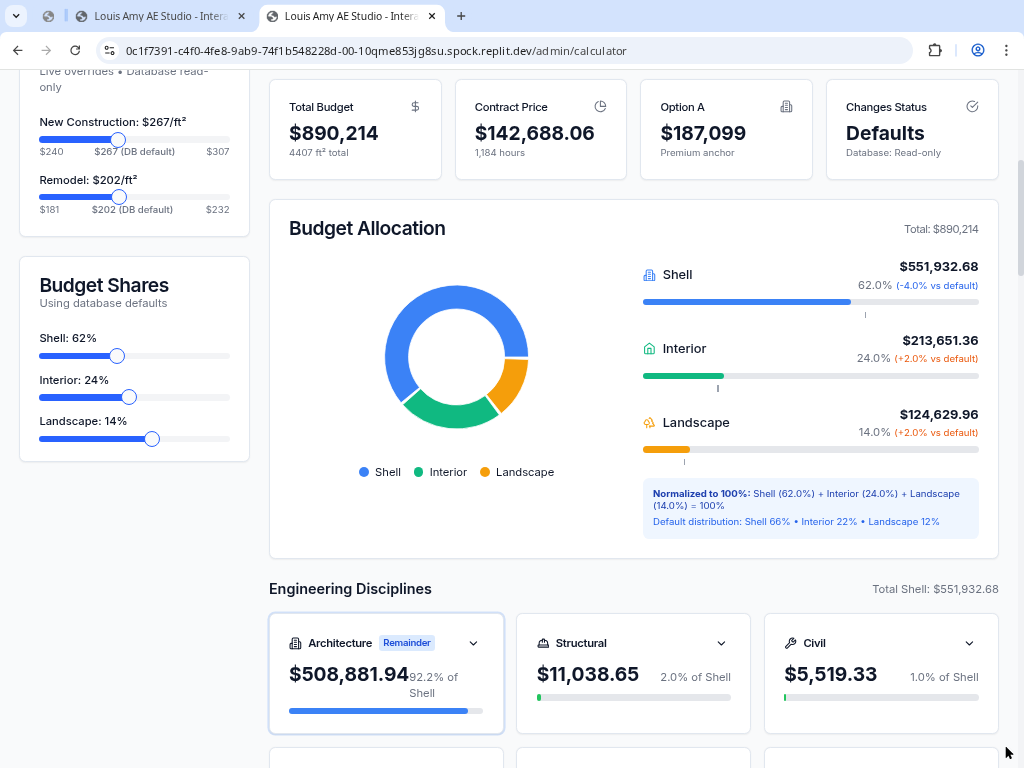 Louis Amy AE Studio - Intera
Louis Amy AE Studio - Intera
0c1f7391-c4f0-4fe8-9ab9-74f1b548228d-00-10qme853jg8su.spock.replit.dev/admin/calculator
Live overrides • Database read-
only
New Construction: $267/ft²
$240 $267 (DB default) $307
Remodel: $202/ft²
$181 $202 (DB default) $232
Budget Shares
Using database defaults
Shell: 62%
Interior: 24%
Landscape: 14%
Total Budget
$890,214
4407 ft² total
Contract Price
$142,688.06
1,184 hours
Option A
$187,099
Premium anchor
Changes Status
Defaults
Database: Read-only
Budget Allocation
Total: $890,214
Shell Interior Landscape
Shell
$551,932.68
62.0% (-4.0% vs default)
Interior
$213,651.36
24.0% (+2.0% vs default)
Landscape
$124,629.96
14.0% (+2.0% vs default)
Normalized to 100%: Shell (62.0%) + Interior (24.0%) + Landscape
(14.0%) = 100%
Default distribution: Shell 66% • Interior 22% • Landscape 12%
Engineering Disciplines
Total Shell: $551,932.68
Architecture Remainder
$508,881.94 92.2% of
Shell
Structural
$11,038.65 2.0% of Shell
Civil
$5,519.33 1.0% of Shell